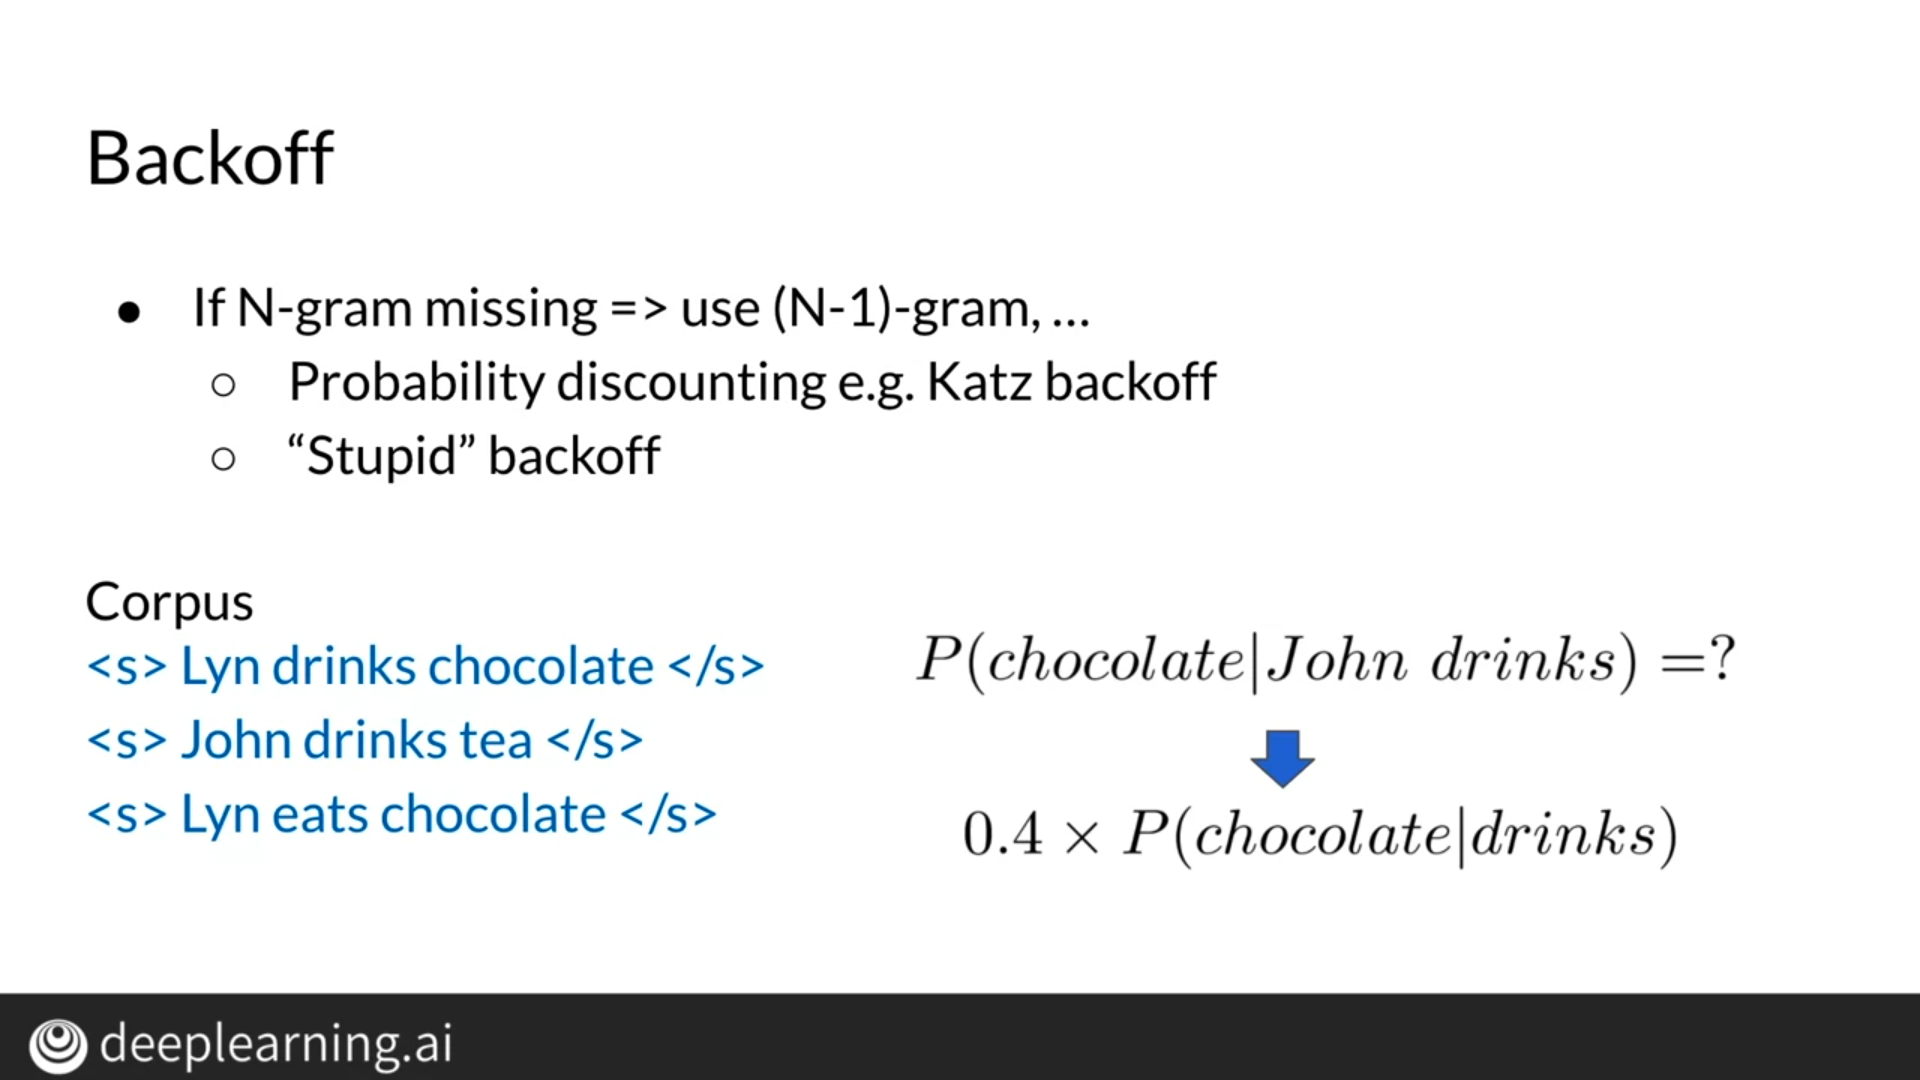 Backoff
● If N-gram missing => use (N-1)-gram, ...
○ Probability discounting e.g. Katz backoff
○ “Stupid” backoff
Corpus
<s> Lyn drinks chocolate </s>
<s> John drinks tea </s>
<s> Lyn eats chocolate </s>
P(chocolate|John drinks) =?
0.4 × P(chocolate|drinks)
deeplearning.ai